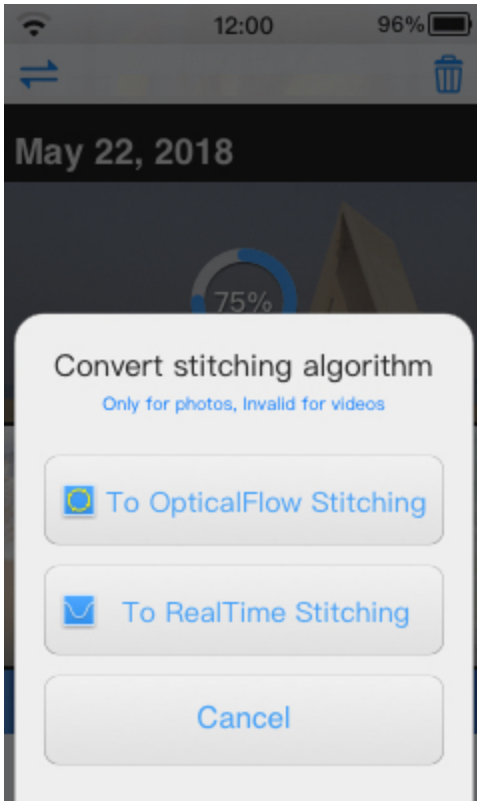 12:00
96%
May 22, 2018
75%
Convert stitching algorithm
Only for photos, Invalid for videos
To OpticalFlow Stitching
To RealTime Stitching
Cancel